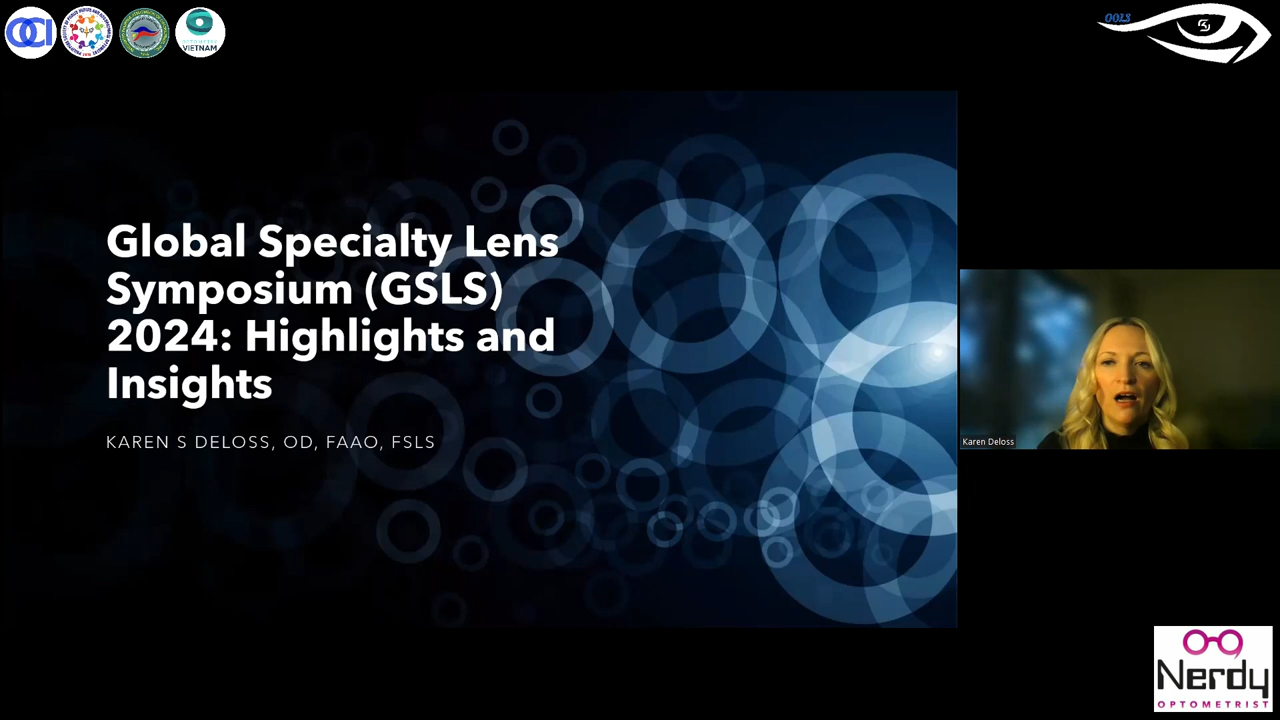 OCI
VIETNAM
OOLS
Global Specialty Lens
Symposium (GSLS)
2024: Highlights and
Insights
KAREN S DELOSS, OD, FAAO, FSLS
Karen Deloss
Nerdy
OPTOMETRIST